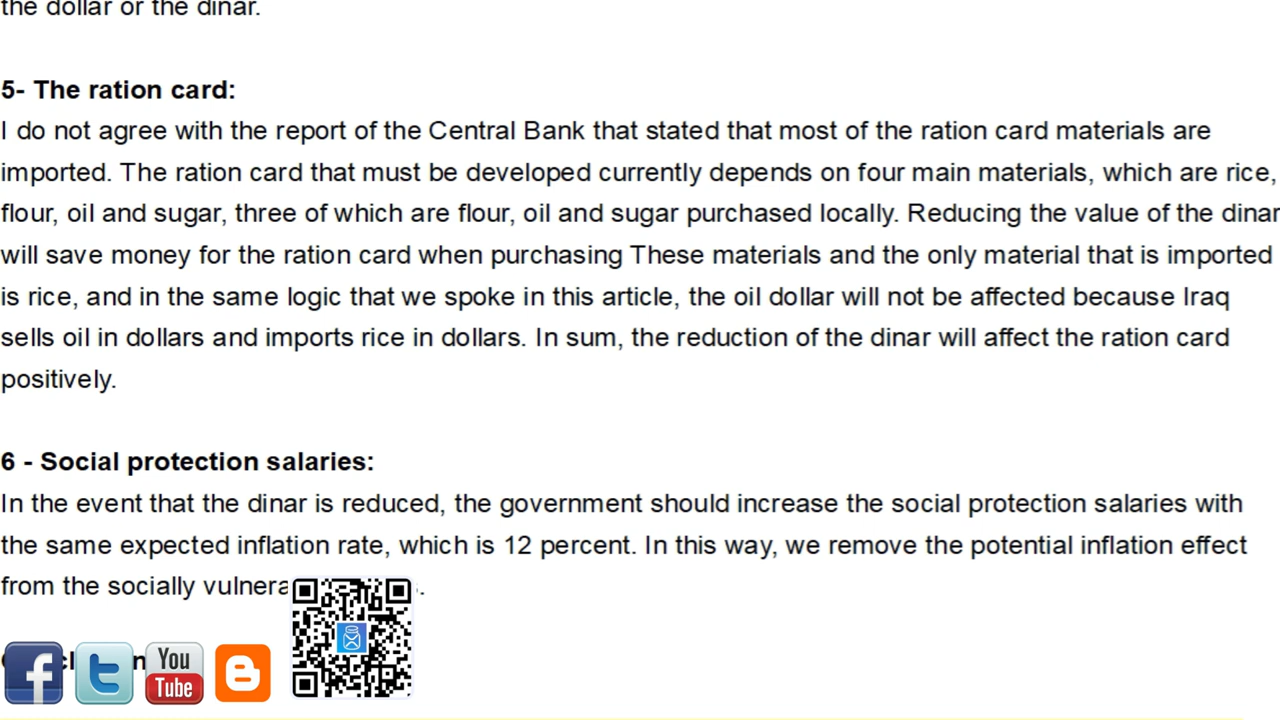 the dollar or the dinar.
5- The ration card:
I do not agree with the report of the Central Bank that stated that most of the ration card materials are
imported. The ration card that must be developed currently depends on four main materials, which are rice,
flour, oil and sugar, three of which are flour, oil and sugar purchased locally. Reducing the value of the dinar
will save money for the ration card when purchasing These materials and the only material that is imported
is rice, and in the same logic that we spoke in this article, the oil dollar will not be affected because Iraq
sells oil in dollars and imports rice in dollars. In sum, the reduction of the dinar will affect the ration card
positively.
6 - Social protection salaries:
In the event that the dinar is reduced, the government should increase the social protection salaries with
the same expected inflation rate, which is 12 percent. In this way, we remove the potential inflation effect
from the socially
You
Tube